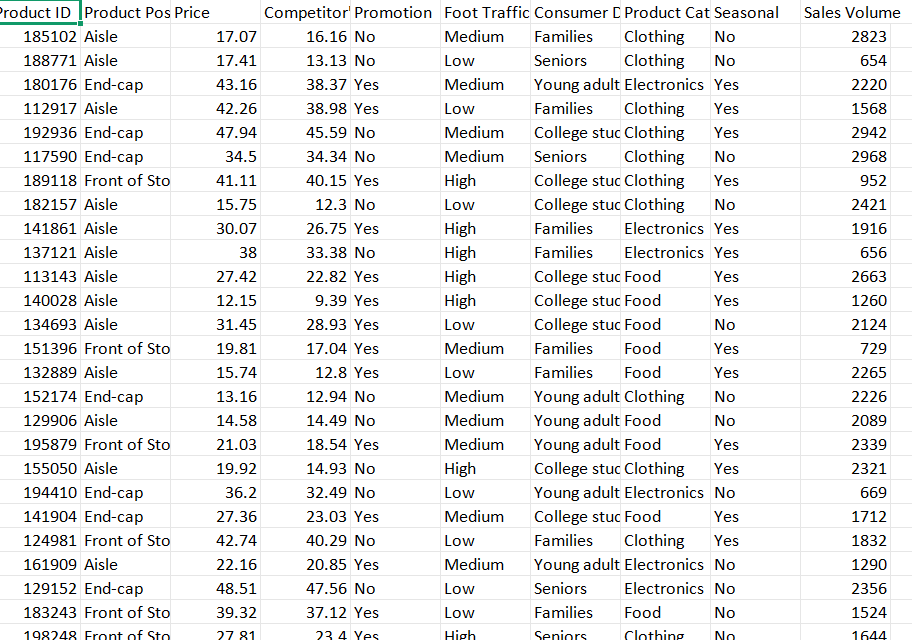 Product ID Product Pos Price Competitor' Promotion Foot Traffic Consumer D Product Cat Seasonal Sales Volume
185102 Aisle 17.07 16.16 No Medium Families Clothing No 2823
188771 Aisle 17.41 13.13 No Low Seniors Clothing No 654
180176 End-cap 43.16 38.37 Yes Medium Young adult Electronics Yes 2220
112917 Aisle 42.26 38.98 Yes Low Families Clothing Yes 1568
192936 End-cap 47.94 45.59 No Medium College stud Clothing Yes 2942
117590 End-cap 34.5 34.34 No Medium Seniors Clothing No 2968
189118 Front of Sto 41.11 40.15 Yes High College stud Clothing Yes 952
182157 Aisle 15.75 12.3 No Low College stud Clothing No 2421
141861 Aisle 30.07 26.75 Yes High Families Electronics Yes 1916
137121 Aisle 38 33.38 No High Families Electronics Yes 656
113143 Aisle 27.42 22.82 Yes High College stud Food Yes 2663
140028 Aisle 12.15 9.39 Yes High College stud Food Yes 1260
134693 Aisle 31.45 28.93 Yes Low College stud Food No 2124
151396 Front of Sto 19.81 17.04 Yes Medium Families Food Yes 729
132889 Aisle 15.74 12.8 Yes Low Families Food Yes 2265
152174 End-cap 13.16 12.94 No Medium Young adult Clothing No 2226
129906 Aisle 14.58 14.49 No Medium Young adult Food No 2089
195879 Front of Sto 21.03 18.54 Yes Medium Young adult Food Yes 2339
155050 Aisle 19.92 14.93 No High College stud Clothing Yes 2321
194410 End-cap 36.2 32.49 No Low Young adult Electronics No 669
141904 End-cap 27.36 23.03 Yes Medium College stud Food Yes 1712
124981 Front of Sto 42.74 40.29 No Low Families Clothing Yes 1832
161909 Aisle 22.16 20.85 Yes Medium Young adult Electronics No 1290
129152 End-cap 48.51 47.56 No Low Seniors Electronics No 2356
183243 Front of Sto 39.32 37.12 Yes Low Families Food No 1524
198248 Front of Sto 27.81 23.4 Yes High Seniors Clothing No 1644